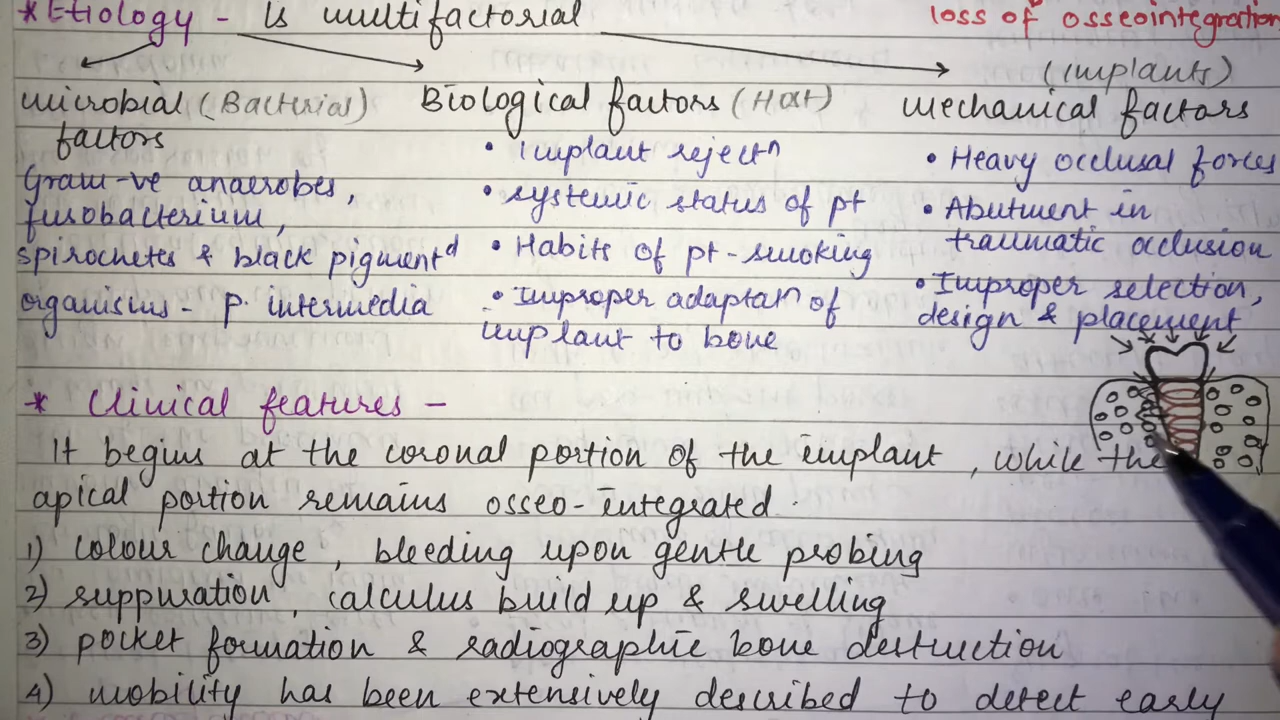 *Etiology - Is multifactorial
loss of osseointegration
(implants)
Microbial (Bacterial) factors
Gram -ve anaerobes,
fusobacterium,
spirochetes & black pigmentd
organisms - p. intermedia
Biological factors (Host)
• Implant rejectn
• systemic status of pt
• Habits of pt - smoking
• Improper adaptatn of
implant to bone
Mechanical factors
• Heavy occlusal forces
• Abutment in
traumatic occlusion
• Improper selection,
design & placement
* Clinical features -
It begins at the coronal portion of the implant, while the
apical portion remains osseo-integrated.
1) colour change, bleeding upon gentle probing
2) suppuration, calculus build up & swelling
3) pocket formation & radiographic bone destruction
4) mobility has been extensively described to detect early